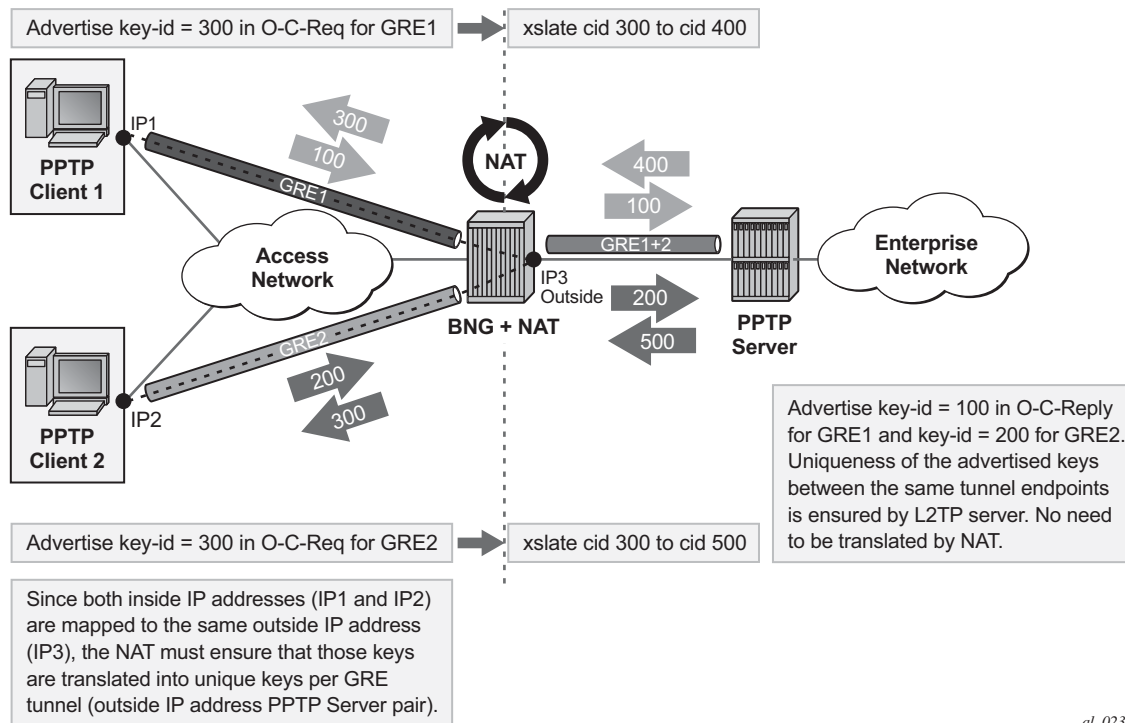 Advertise key-id = 300 in O-C-Req for GRE1
xslate cid 300 to cid 400
IP1
PPTP
Client 1
300
100
GRE1
NAT
400
100
GRE1+2
Access
Network
Enterprise
Network
IP3
Outside
BNG + NAT
200
500
PPTP
Server
GRE2
200
300
IP2
PPTP
Client 2
Advertise key-id = 100 in O-C-Reply
for GRE1 and key-id = 200 for GRE2.
Uniqueness of the advertised keys
between the same tunnel endpoints
is ensured by L2TP server. No need
to be translated by NAT.
Advertise key-id = 300 in O-C-Req for GRE2
xslate cid 300 to cid 500
Since both inside IP addresses (IP1 and IP2)
are mapped to the same outside IP address
(IP3), the NAT must ensure that those keys
are translated into unique keys per GRE
tunnel (outside IP address PPTP Server pair).